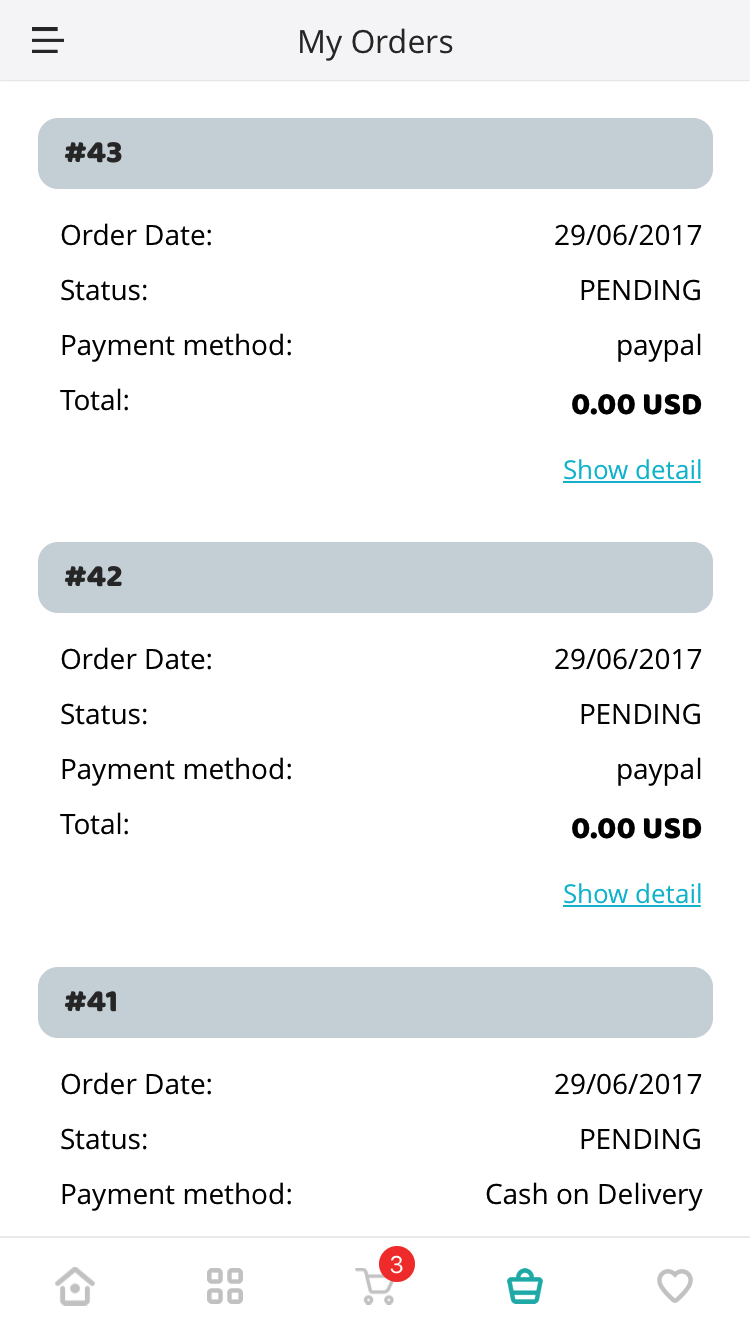 My Orders
#43
Order Date: 29/06/2017
Status: PENDING
Payment method: paypal
Total: 0.00 USD
Show detail
#42
Order Date: 29/06/2017
Status: PENDING
Payment method: paypal
Total: 0.00 USD
Show detail
#41
Order Date: 29/06/2017
Status: PENDING
Payment method: Cash on Delivery
3